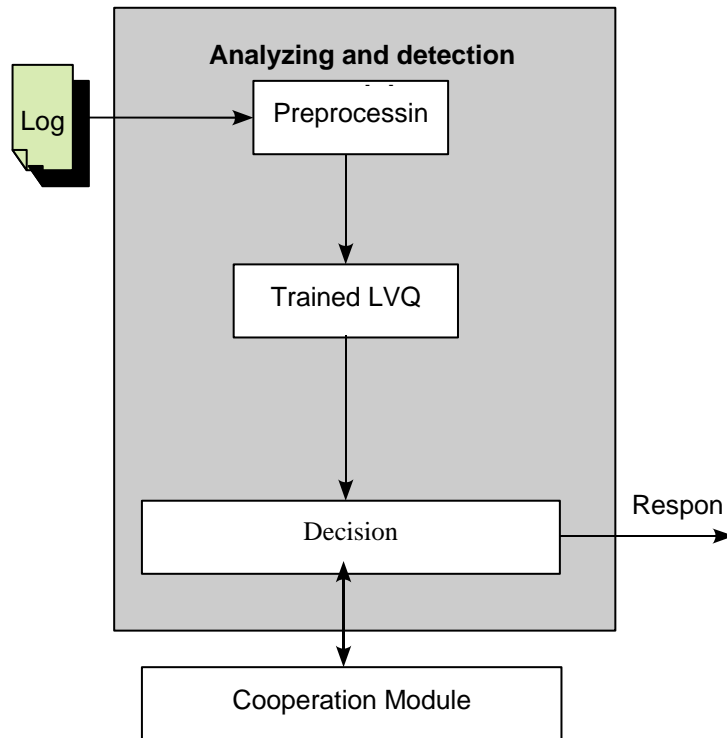 Analyzing and detection
Log
Preprocessin
Trained LVQ
Decision
Respon
Cooperation Module